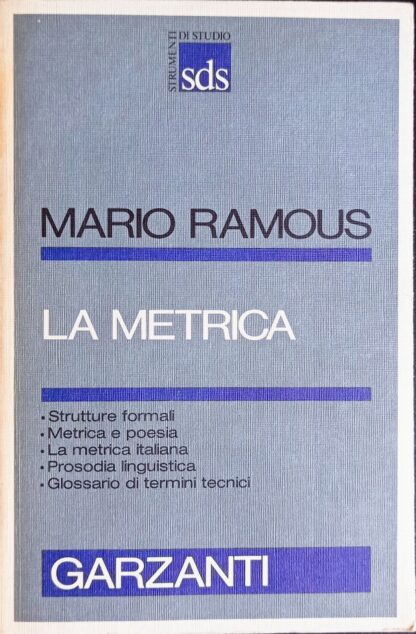 STRUMENTI
DI STUDIO
sds
MARIO RAMOUS
LA METRICA
• Strutture formali
• Metrica e poesia
• La metrica italiana
• Prosodia linguistica
• Glossario di termini tecnici
GARZANTI